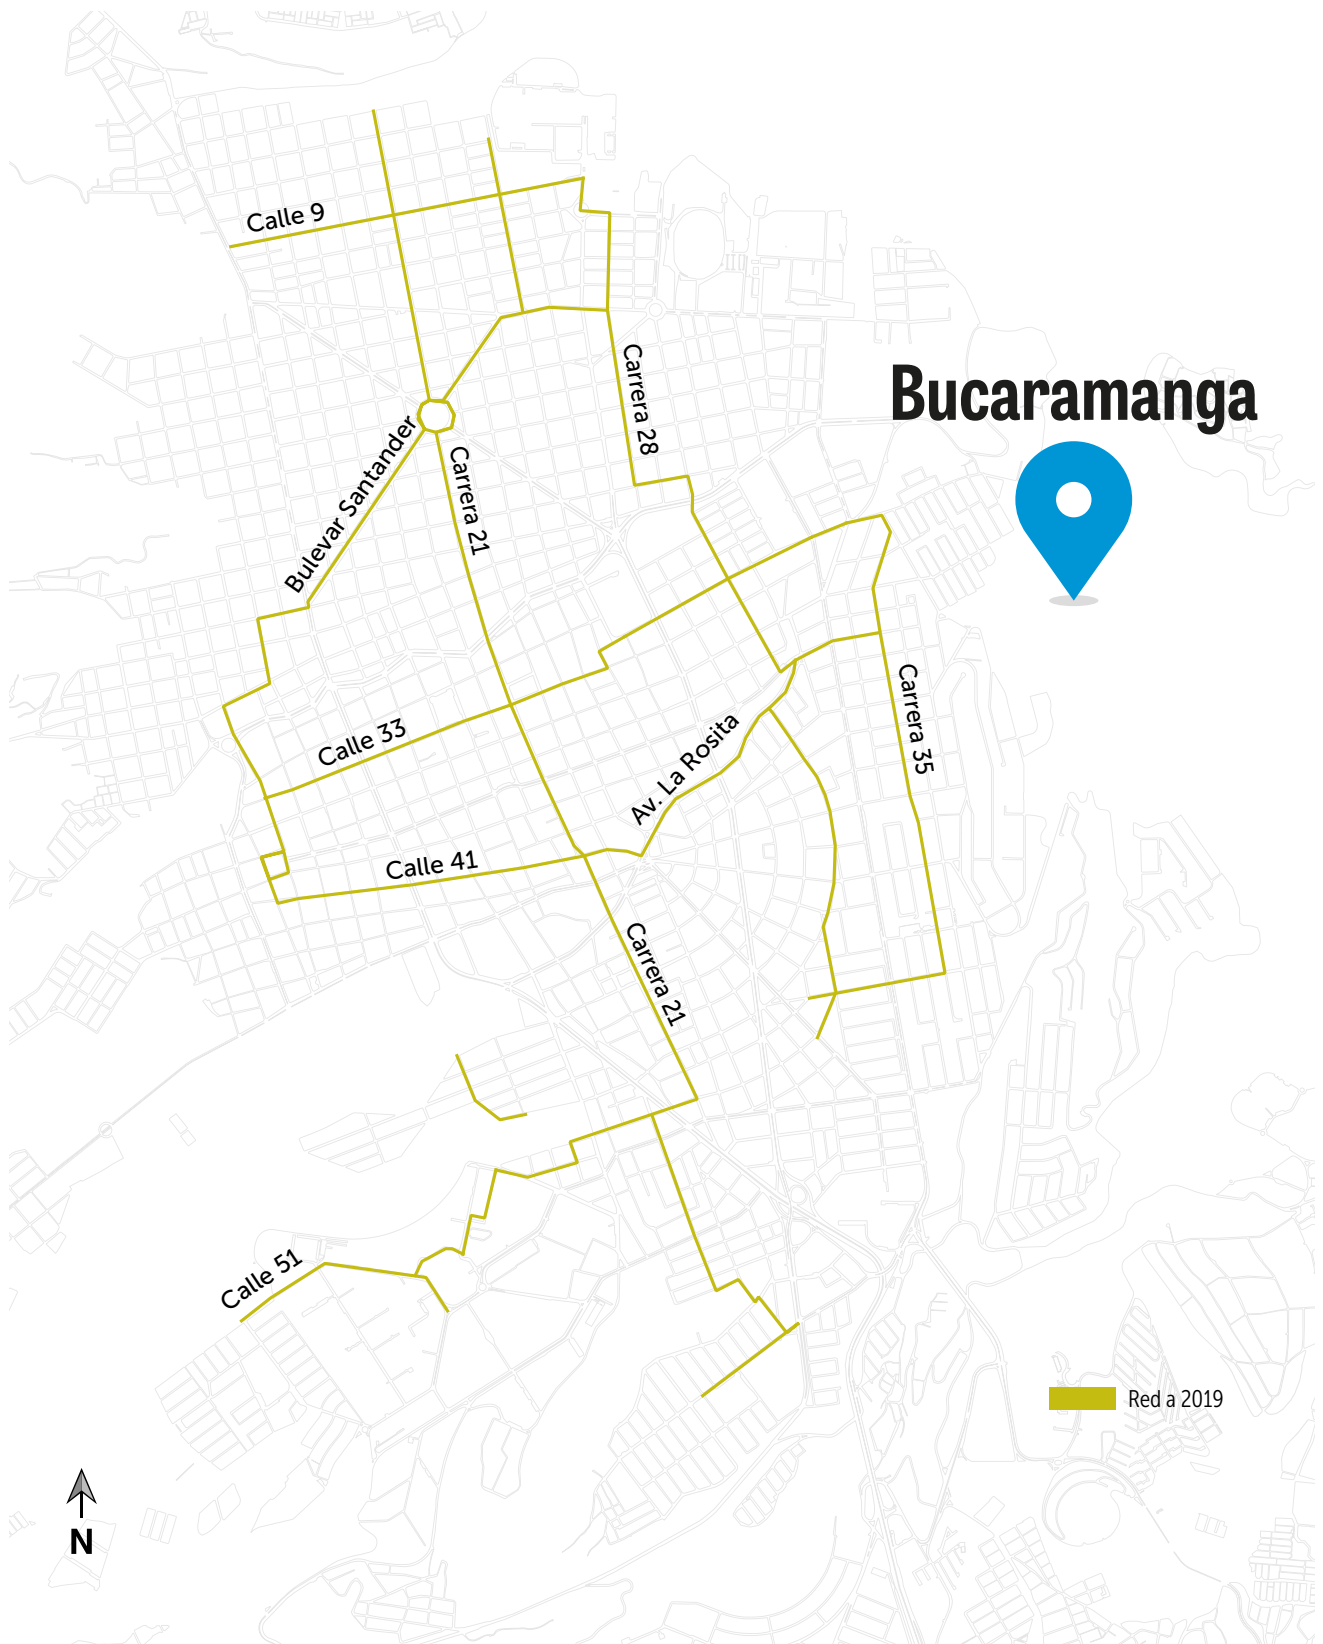 Calle 9
Carrera 28
Bucaramanga
Bulevar Santander
Carrera 21
Carrera 35
Calle 33
Av. La Rosita
Calle 41
Carrera 21
Calle 51
Red a 2019
N